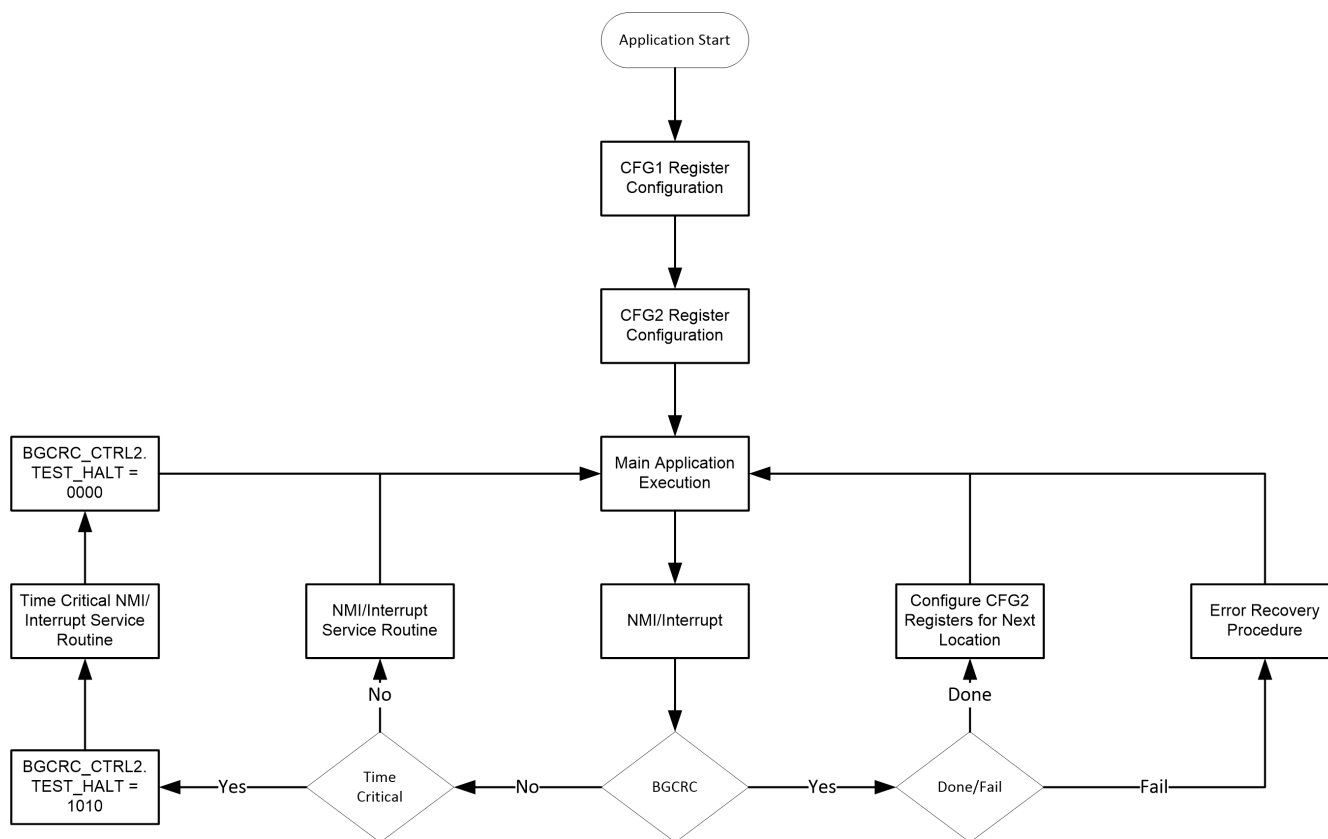 Application Start
CFG1 Register
Configuration
CFG2 Register
Configuration
BGCRC_CTRL2.
TEST_HALT =
0000
Main Application
Execution
Time Critical NMI/
Interrupt Service
Routine
NMI/Interrupt
Service Routine
NMI/Interrupt
Configure CFG2
Registers for Next
Location
Error Recovery
Procedure
No
Done
BGCRC_CTRL2.
TEST_HALT =
1010
Yes
Time
Critical
No
BGCRC
Yes
Done/Fail
Fail